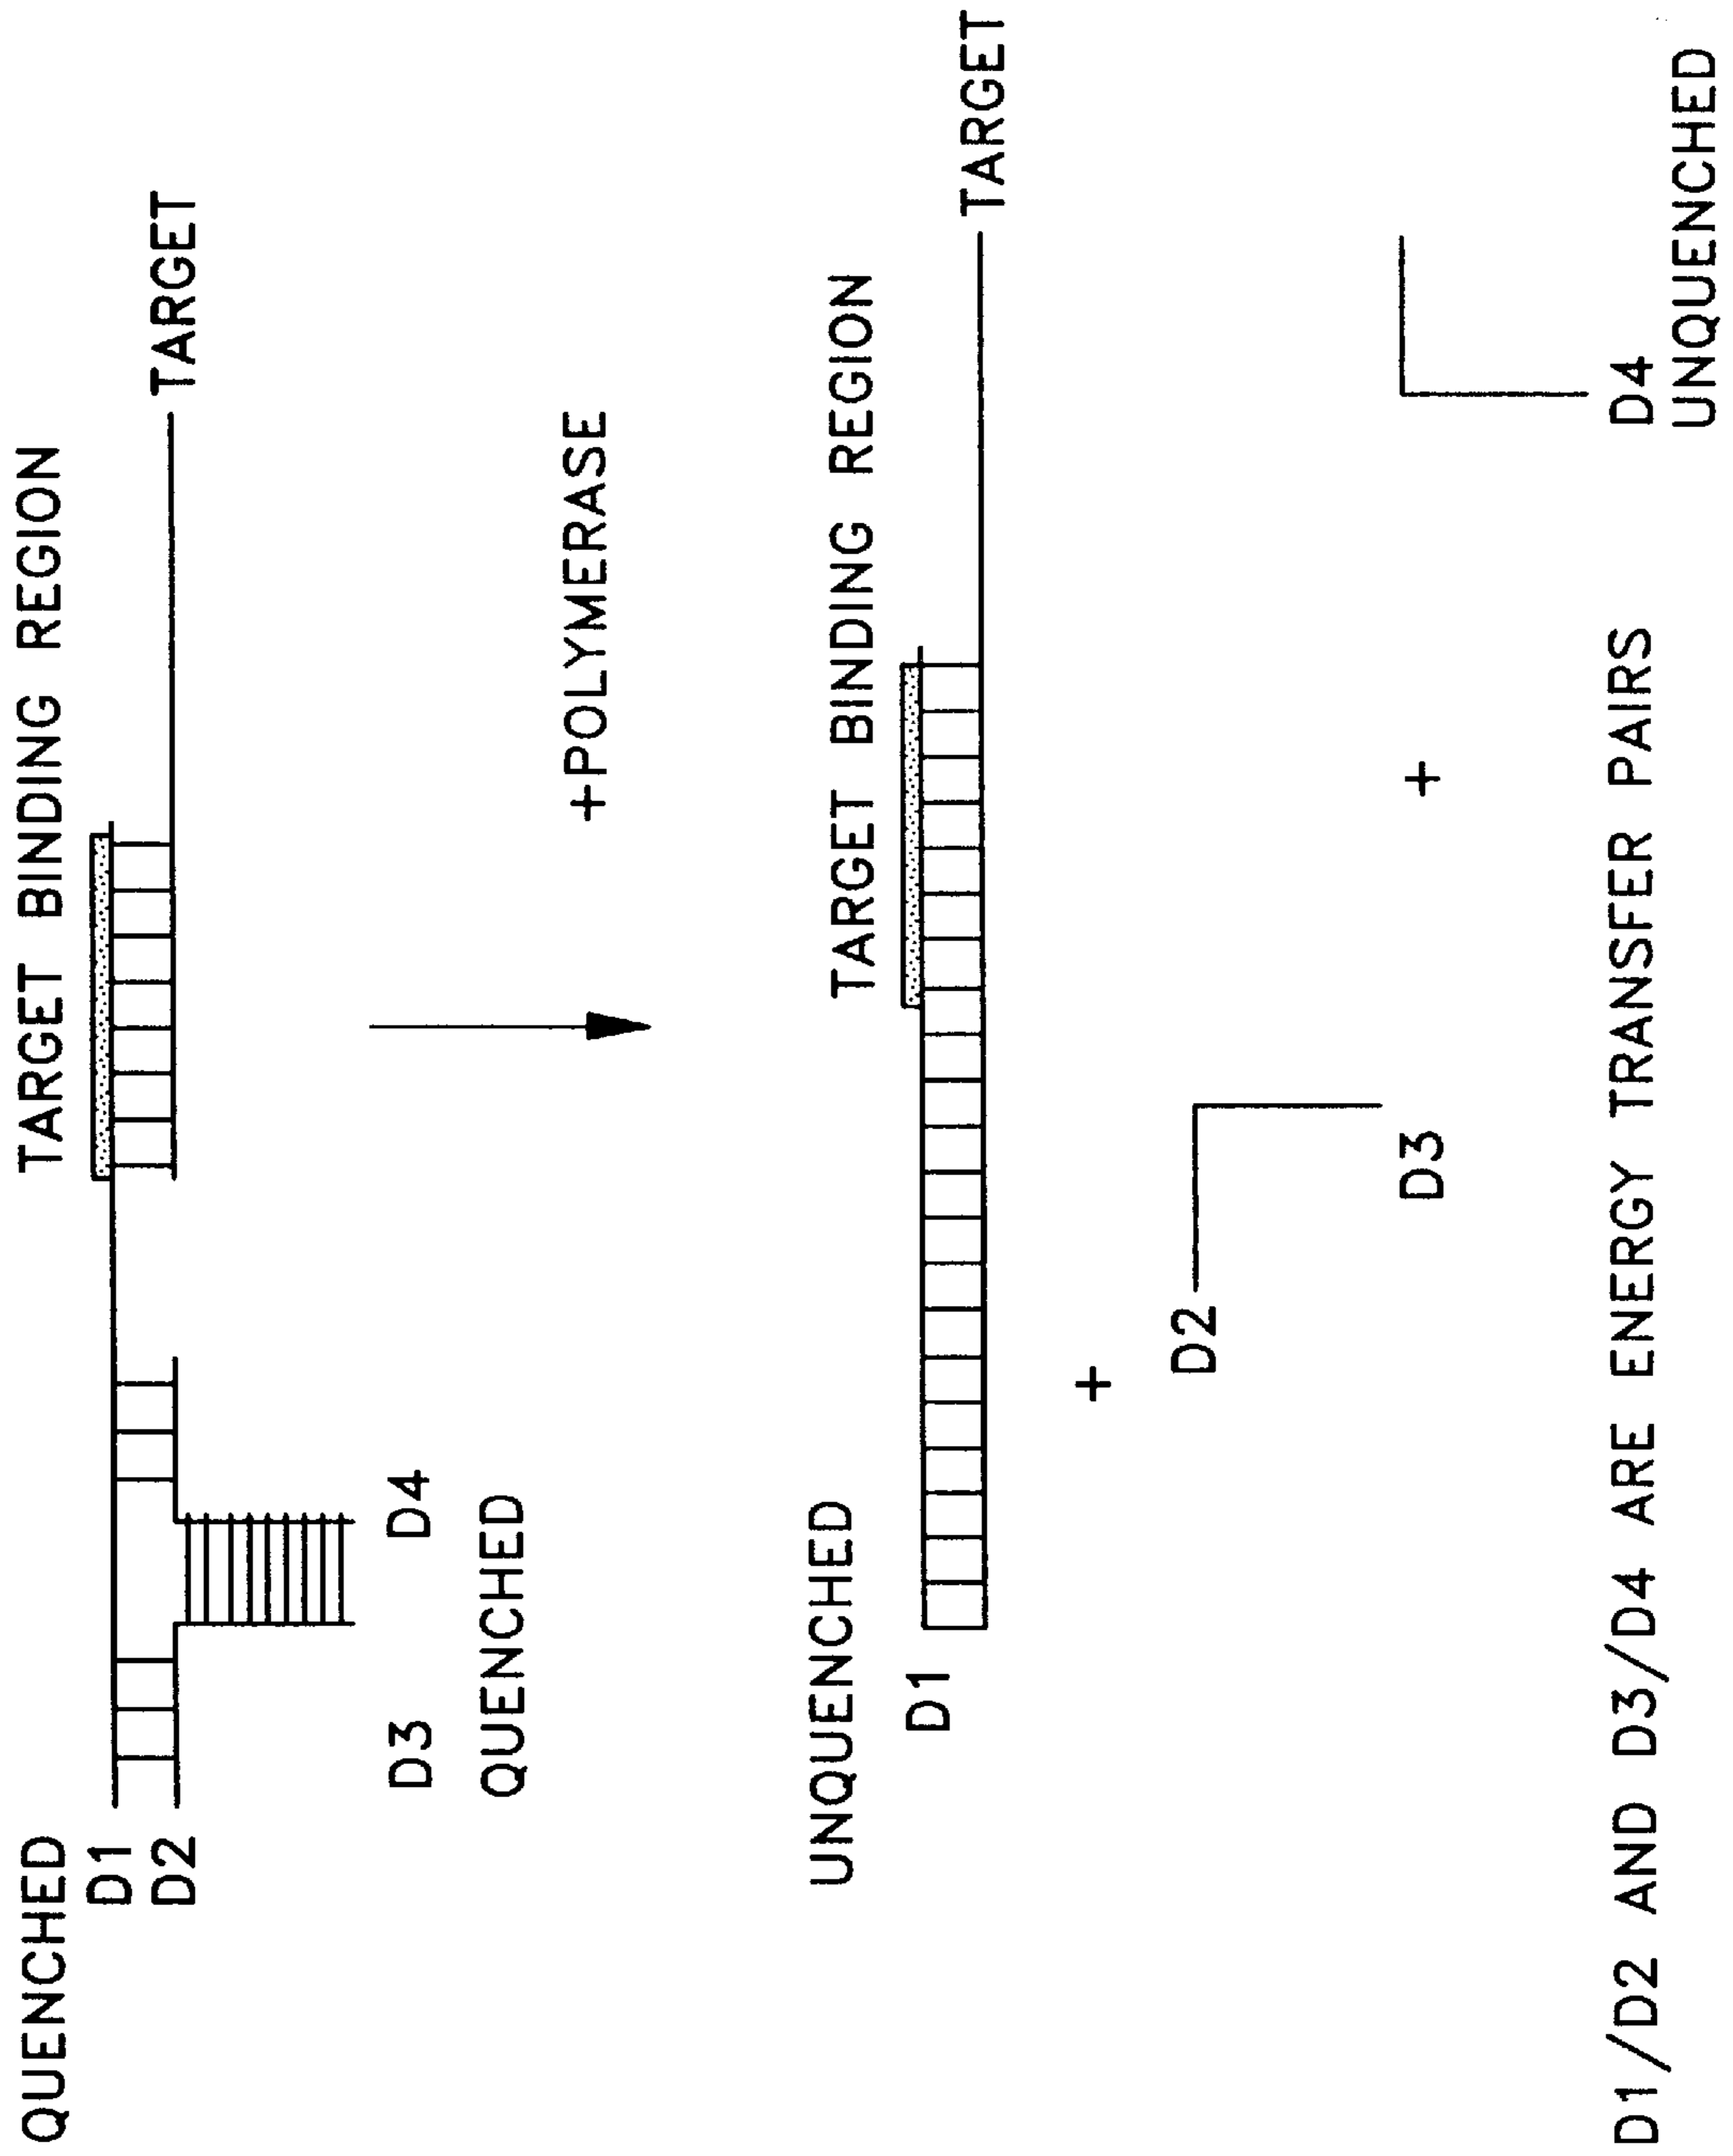 QUENCHED
TARGET BINDING REGION
D1
D2
TARGET
D3
D4
QUENCHED
+POLYMERASE
UNQUENCHED
TARGET BINDING REGION
D1
TARGET
+
D2
D3
+
D4
UNQUENCHED
D1/D2 AND D3/D4 ARE ENERGY TRANSFER PAIRS